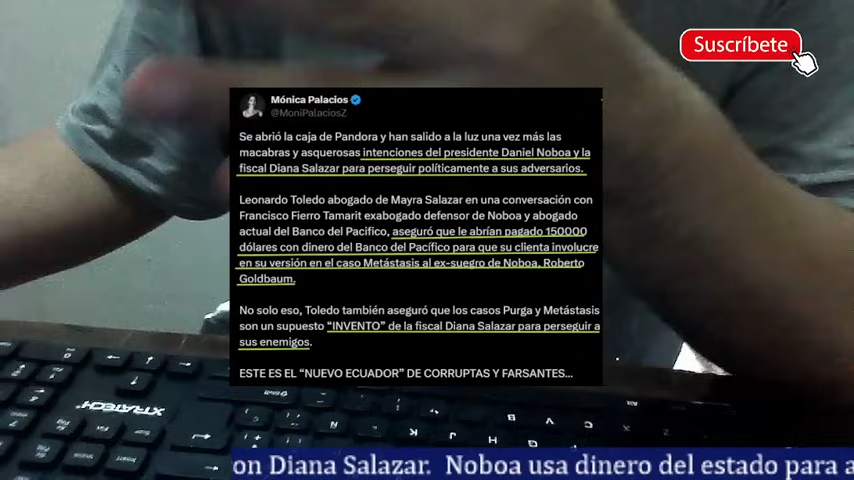 Suscríbete
Mónica Palacios
@MoniPalaciosZ
Se abrió la caja de Pandora y han salido a la luz una vez más las
macabras y asquerosas intenciones del presidente Daniel Noboa y la
fiscal Diana Salazar para perseguir políticamente a sus adversarios.
Leonardo Toledo abogado de Mayra Salazar en una conversación con
Francisco Fierro Tamarit exabogado defensor de Noboa y abogado
actual del Banco del Pacifico, aseguró que le abrían pagado 150000
dólares con dinero del Banco del Pacífico para que su clienta involucre
en su versión en el caso Metástasis al ex-suegro de Noboa, Roberto
Goldbaum.
No solo eso, Toledo también aseguró que los casos Purga y Metástasis
son un supuesto “INVENTO” de la fiscal Diana Salazar para perseguir a
sus enemigos.
ESTE ES EL “NUEVO ECUADOR” DE CORRUPTAS Y FARSANTES...
XTRATECH
on Diana Salazar. Noboa usa dinero del estado para a